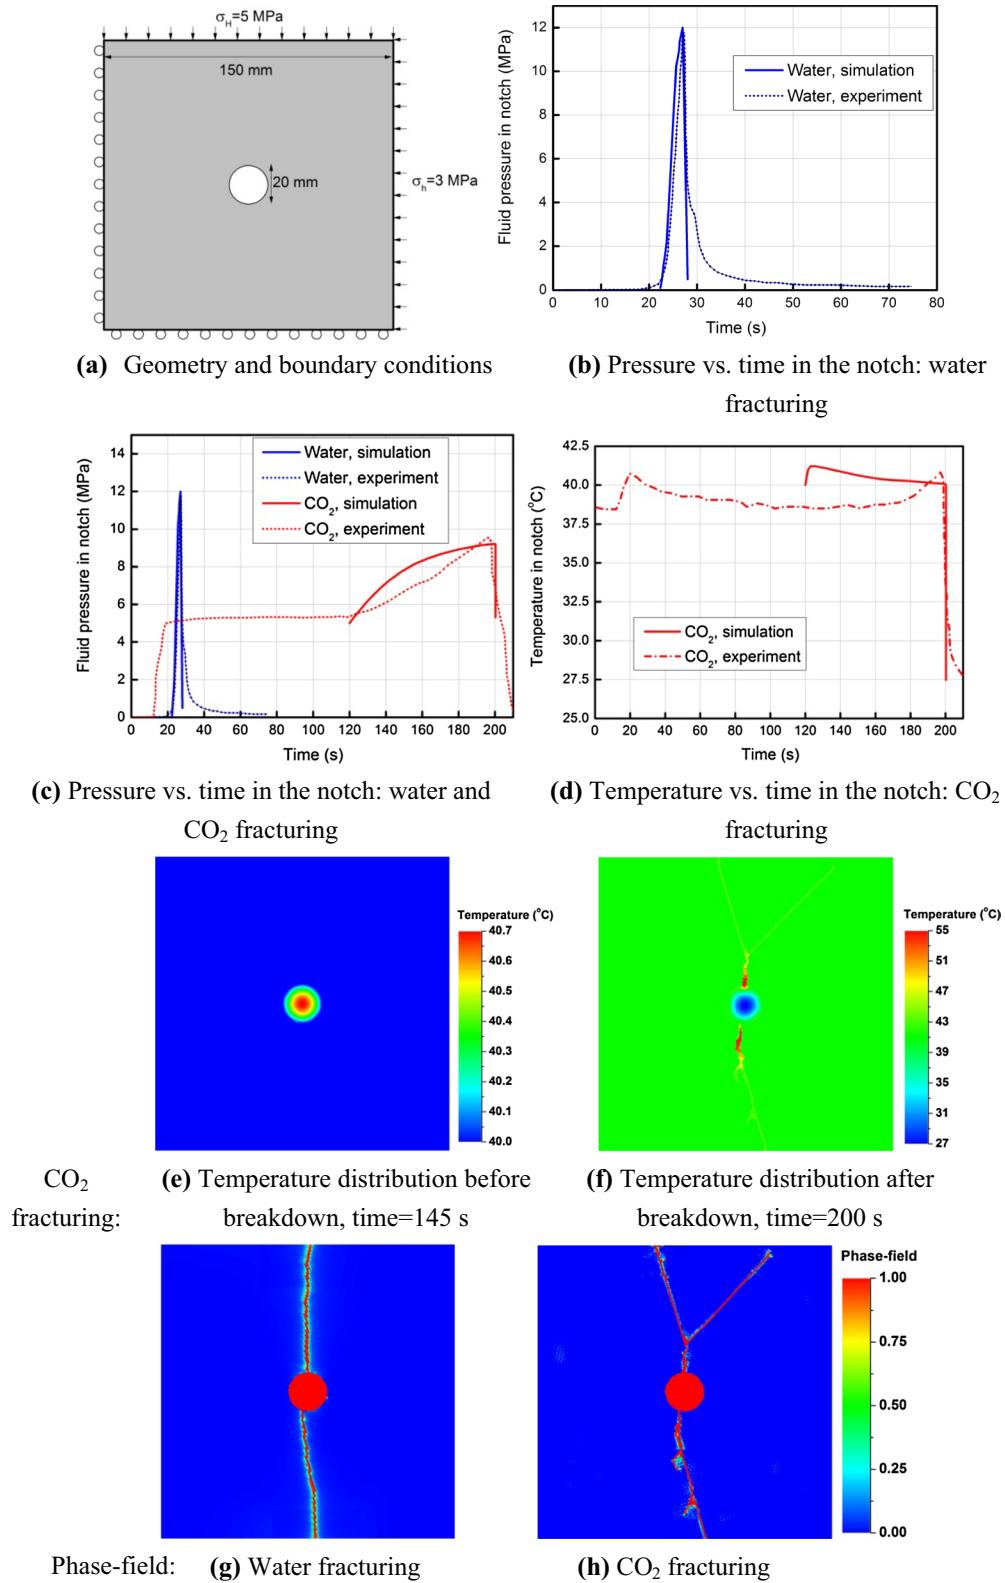 σH=5 MPa
150 mm
20 mm
σh=3 MPa
(a) Geometry and boundary conditions
Fluid pressure in notch (MPa)
12
10
8
6
4
2
0
Water, simulation
Water, experiment
0 10 20 30 40 50 60 70 80
Time (s)
(b) Pressure vs. time in the notch: water
fracturing
Fluid pressure in notch (MPa)
14
12
10
8
6
4
2
0
Water, simulation
Water, experiment
CO2, simulation
CO2, experiment
0 20 40 60 80 100 120 140 160 180 200
Time (s)
(c) Pressure vs. time in the notch: water and
CO2 fracturing
Temperature in notch (°C)
42.5
40.0
37.5
35.0
32.5
30.0
27.5
25.0
CO2, simulation
CO2, experiment
0 20 40 60 80 100 120 140 160 180 200
Time (s)
(d) Temperature vs. time in the notch: CO2
fracturing
Temperature (°C)
40.7
40.6
40.5
40.4
40.3
40.2
40.1
40.0
Temperature (°C)
55
51
47
43
39
35
31
27
CO2
fracturing:
(e) Temperature distribution before
breakdown, time=145 s
(f) Temperature distribution after
breakdown, time=200 s
Phase-field
1.00
0.75
0.50
0.25
0.00
Phase-field:
(g) Water fracturing
(h) CO2 fracturing